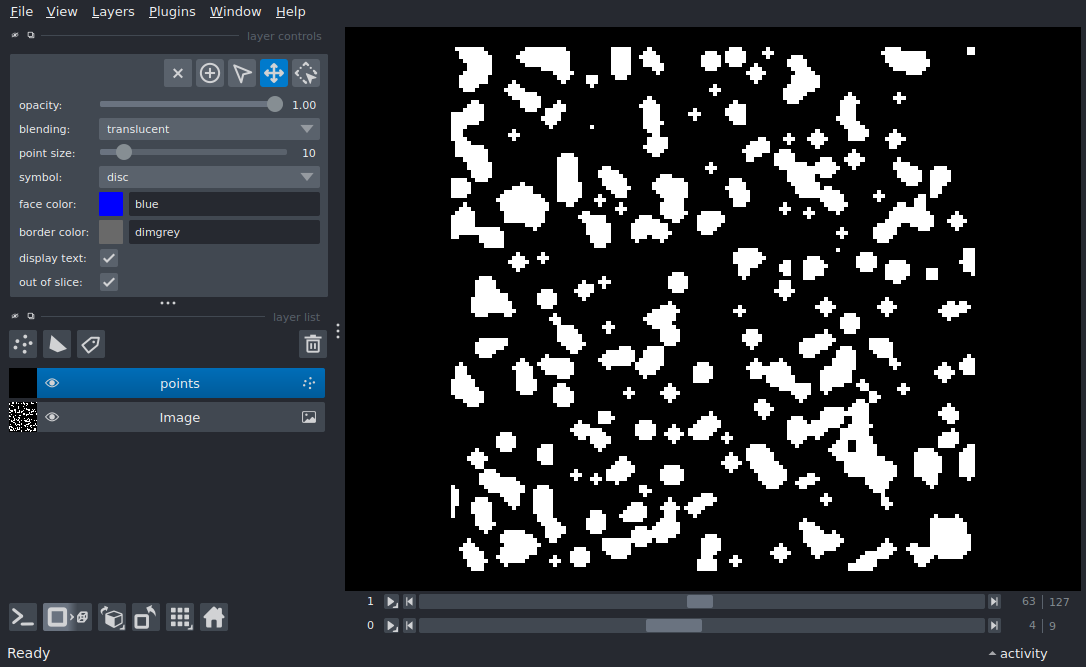 File View Layers Plugins Window Help
layer controls
opacity: 1.00
blending: translucent
point size: 10
symbol: disc
face color: blue
border color: dimgrey
display text:
out of slice:
layer list
points
Image
1 63 | 127
0 4 | 9
Ready activity